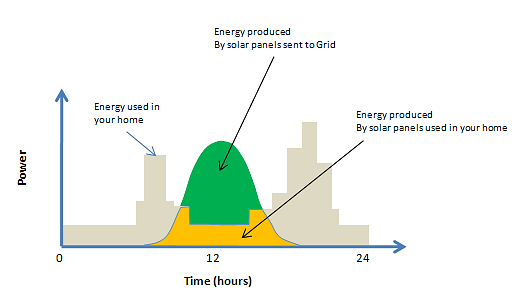 Energy produced
By solar panels sent to Grid
Energy used in
your home
Energy produced
By solar panels used in your home
Power
0
12
24
Time (hours)